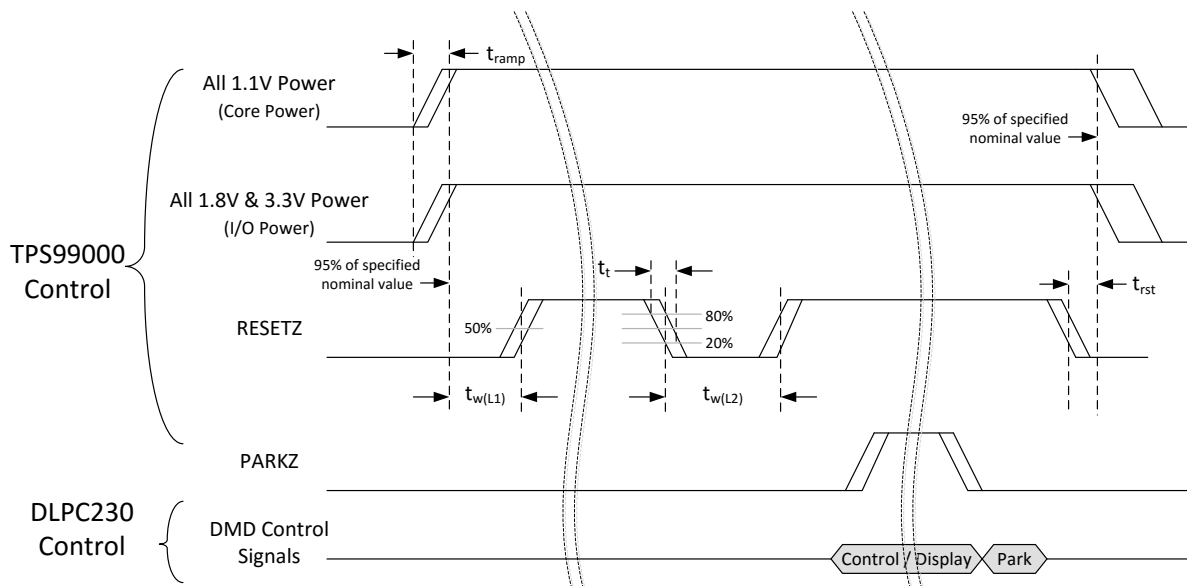 t_ramp
All 1.1V Power
(Core Power)
95% of specified
nominal value
All 1.8V & 3.3V Power
(I/O Power)
TPS99000
Control
95% of specified
nominal value
t_t
t_rst
RESETZ
50%
80%
20%
t_w(L1)
t_w(L2)
PARKZ
DLPC230
Control
DMD Control
Signals
Control / Display
Park